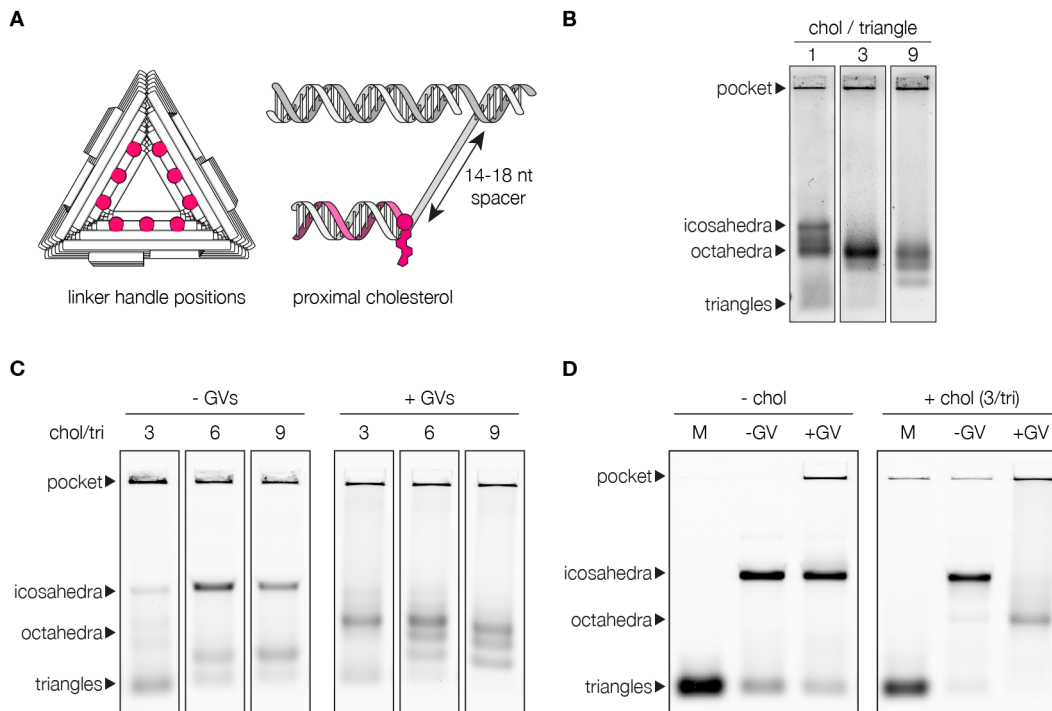 A
14-18 nt
spacer
linker handle positions
proximal cholesterol
B
chol / triangle
1 3 9
pocket
icosahedra
octahedra
triangles
C
- GVs + GVs
chol/tri 3 6 9 3 6 9
pocket
icosahedra
octahedra
triangles
D
- chol + chol (3/tri)
M -GV +GV M -GV +GV
pocket
icosahedra
octahedra
triangles